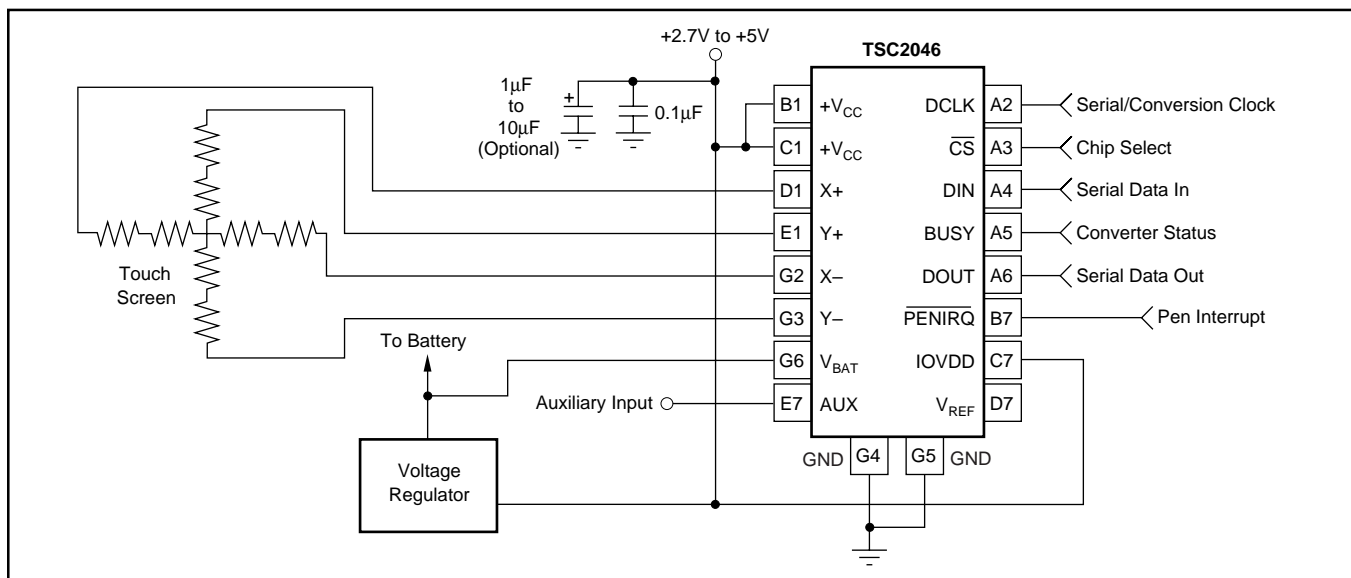 +2.7V to +5V
TSC2046
1µF
to
10µF
(Optional)
0.1µF
B1 +VCC
C1 +VCC
D1 X+
E1 Y+
G2 X–
G3 Y–
G6 VBAT
E7 AUX
DCLK A2 Serial/Conversion Clock
CS A3 Chip Select
DIN A4 Serial Data In
BUSY A5 Converter Status
DOUT A6 Serial Data Out
PENIRQ B7 Pen Interrupt
IOVDD C7
VREF D7
Touch
Screen
To Battery
Auxiliary Input
Voltage
Regulator
GND G4 G5 GND